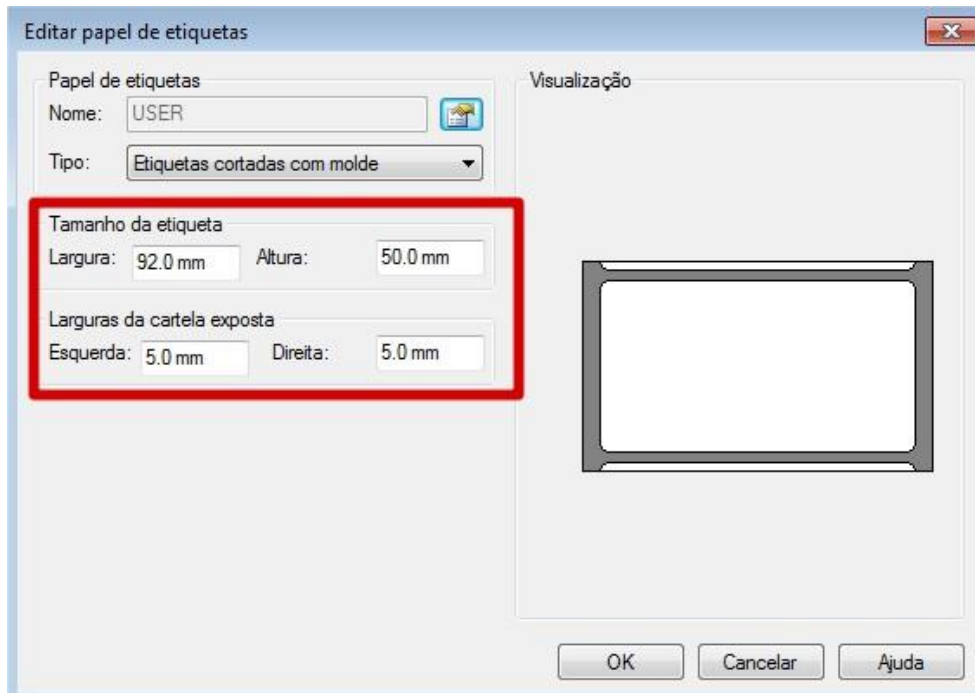 Editar papel de etiquetas
Papel de etiquetas
Nome: USER
Tipo: Etiquetas cortadas com molde
Tamanho da etiqueta
Largura: 92.0 mm Altura: 50.0 mm
Larguras da cartela exposta
Esquerda: 5.0 mm Direita: 5.0 mm
Visualização
OK Cancelar Ajuda